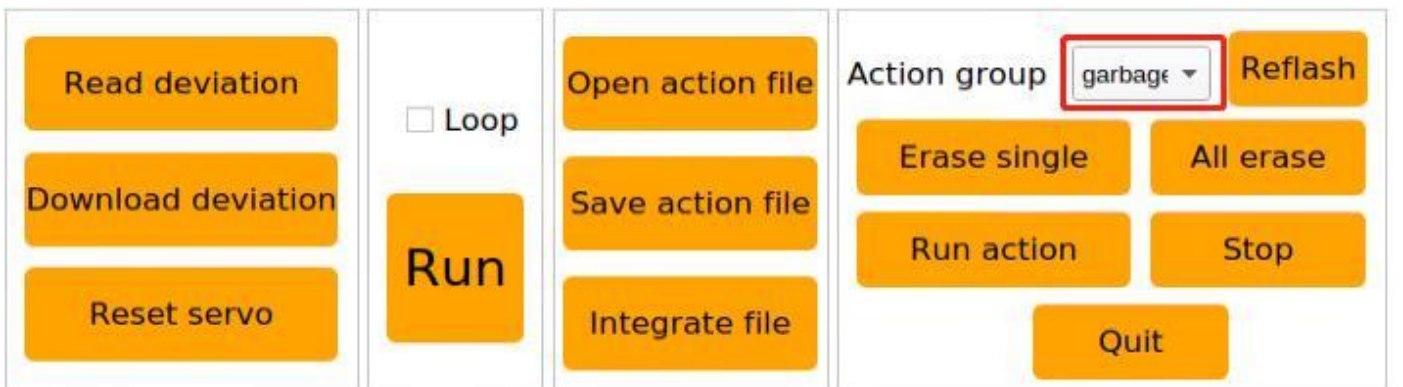 Read deviation
Download deviation
Reset servo
Loop
Run
Open action file
Save action file
Integrate file
Action group garbage Reflash
Erase single All erase
Run action Stop
Quit